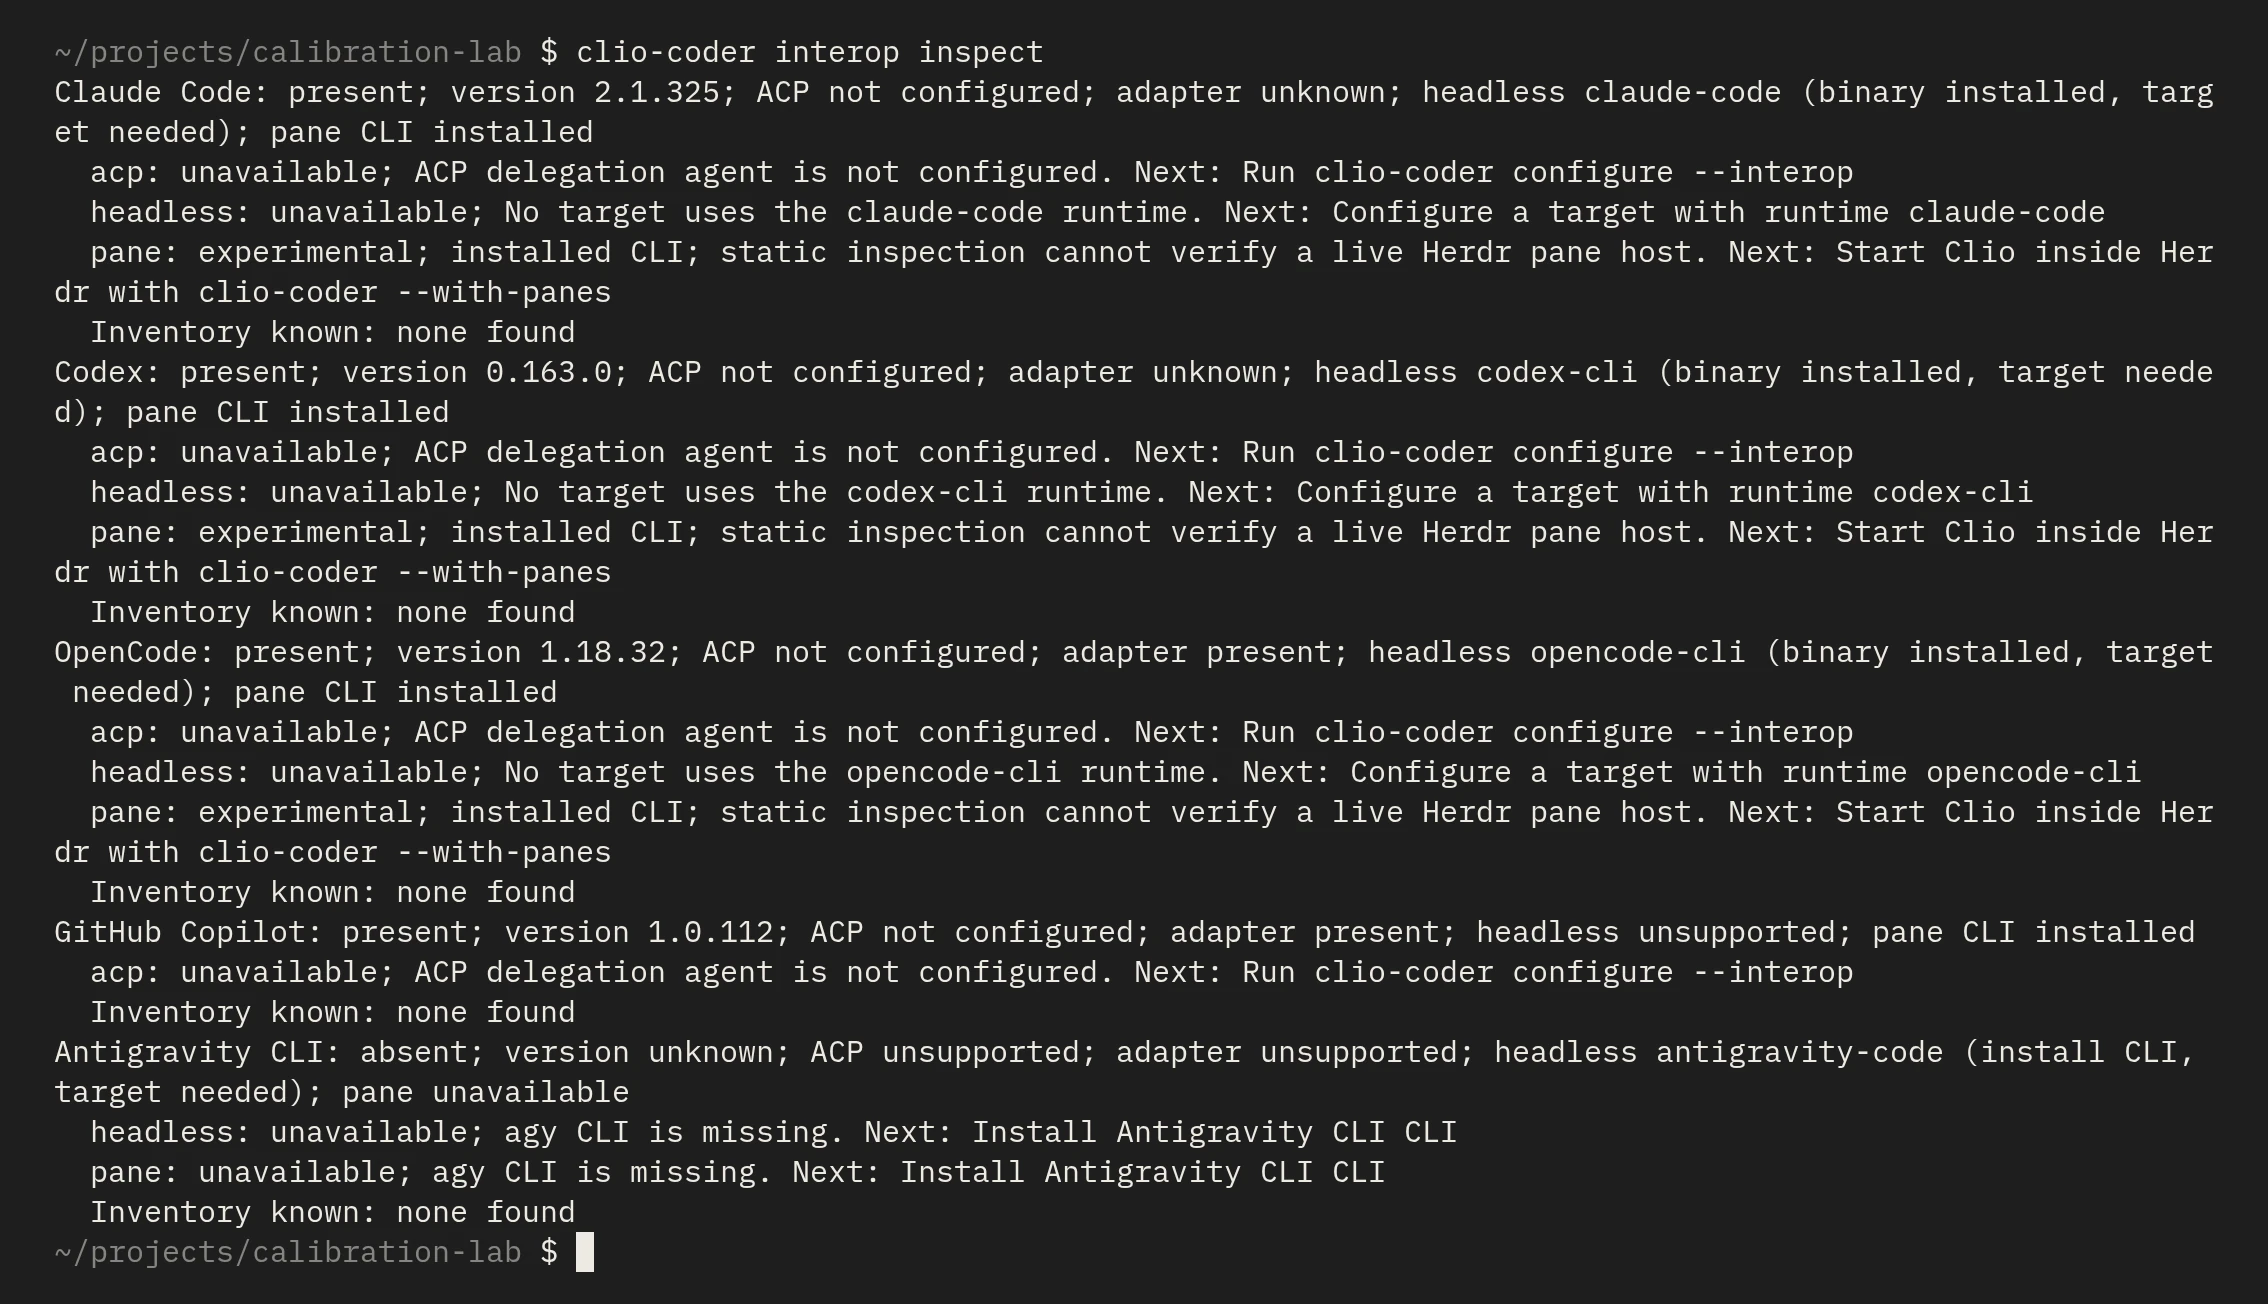 ~/projects/calibration-lab $ clio-coder interop inspect
Claude Code: present; version 2.1.325; ACP not configured; adapter unknown; headless claude-code (binary installed, targ
et needed); pane CLI installed
  acp: unavailable; ACP delegation agent is not configured. Next: Run clio-coder configure --interop
  headless: unavailable; No target uses the claude-code runtime. Next: Configure a target with runtime claude-code
  pane: experimental; installed CLI; static inspection cannot verify a live Herdr pane host. Next: Start Clio inside Her
dr with clio-coder --with-panes
  Inventory known: none found
Codex: present; version 0.163.0; ACP not configured; adapter unknown; headless codex-cli (binary installed, target neede
d); pane CLI installed
  acp: unavailable; ACP delegation agent is not configured. Next: Run clio-coder configure --interop
  headless: unavailable; No target uses the codex-cli runtime. Next: Configure a target with runtime codex-cli
  pane: experimental; installed CLI; static inspection cannot verify a live Herdr pane host. Next: Start Clio inside Her
dr with clio-coder --with-panes
  Inventory known: none found
OpenCode: present; version 1.18.32; ACP not configured; adapter present; headless opencode-cli (binary installed, target
 needed); pane CLI installed
  acp: unavailable; ACP delegation agent is not configured. Next: Run clio-coder configure --interop
  headless: unavailable; No target uses the opencode-cli runtime. Next: Configure a target with runtime opencode-cli
  pane: experimental; installed CLI; static inspection cannot verify a live Herdr pane host. Next: Start Clio inside Her
dr with clio-coder --with-panes
  Inventory known: none found
GitHub Copilot: present; version 1.0.112; ACP not configured; adapter present; headless unsupported; pane CLI installed
  acp: unavailable; ACP delegation agent is not configured. Next: Run clio-coder configure --interop
  Inventory known: none found
Antigravity CLI: absent; version unknown; ACP unsupported; adapter unsupported; headless antigravity-code (install CLI,
target needed); pane unavailable
  headless: unavailable; agy CLI is missing. Next: Install Antigravity CLI CLI
  pane: unavailable; agy CLI is missing. Next: Install Antigravity CLI CLI
  Inventory known: none found
~/projects/calibration-lab $